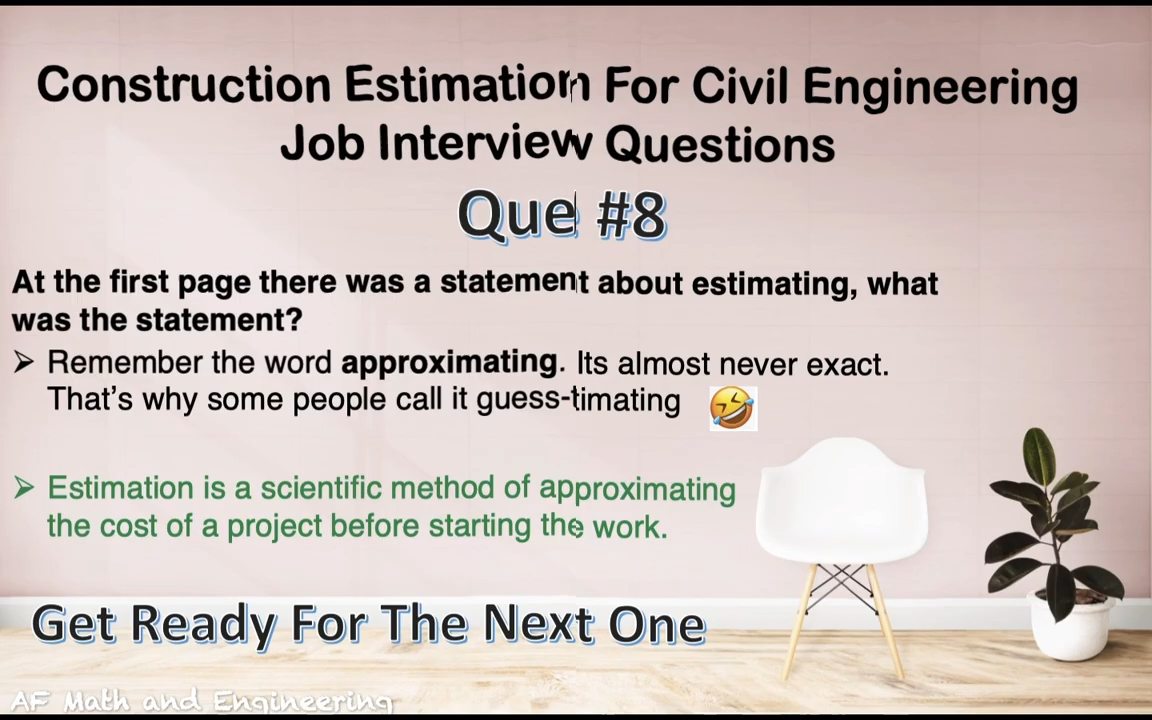 Construction Estimation For Civil Engineering
Job Interview Questions
Que #8
At the first page there was a statement about estimating, what
was the statement?
➢ Remember the word approximating. Its almost never exact.
That's why some people call it guess-timating 🤣
➢ Estimation is a scientific method of approximating
the cost of a project before starting the work.
Get Ready For The Next One
AF Math and Engineering